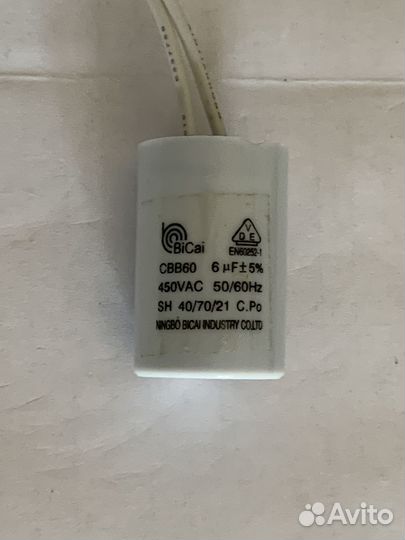 BiCai
VDE
EN60252-1
CBB60 6 μF±5%
450VAC 50/60Hz
SH 40/70/21 C.Po
NINGBO BICAI INDUSTRY CO.,LTD
Avito